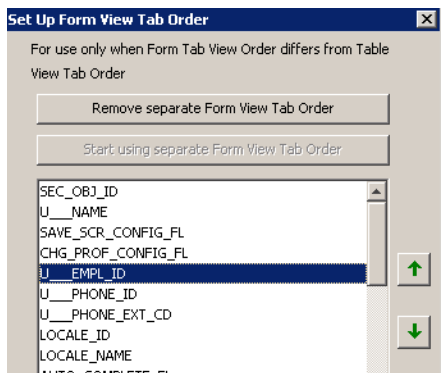 Set Up Form View Tab Order
For use only when Form Tab View Order differs from Table
View Tab Order
Remove separate Form View Tab Order
Start using separate Form View Tab Order
SEC_OBJ_ID
U___NAME
SAVE_SCR_CONFIG_FL
CHG_PROF_CONFIG_FL
U___EMPL_ID
U___PHONE_ID
U___PHONE_EXT_CD
LOCALE_ID
LOCALE_NAME
AUTO_COMPLETE_FL